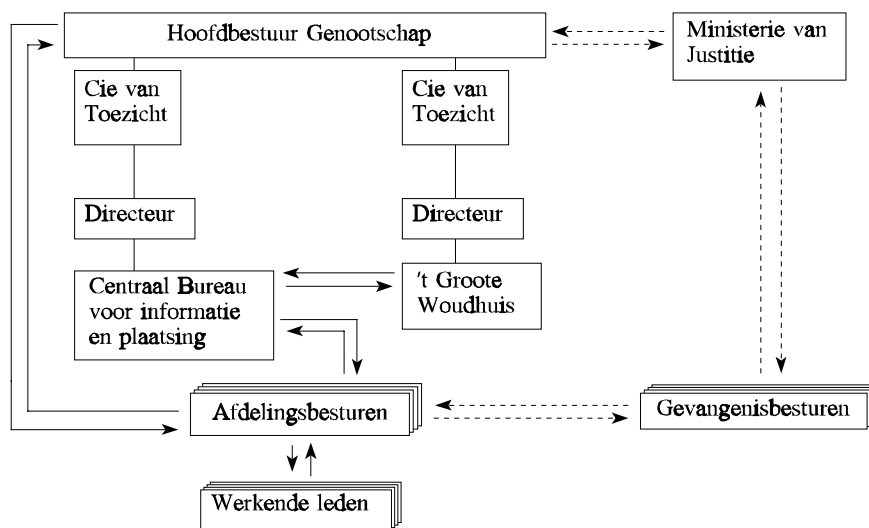 Hoofdbestuur Genootschap
Ministerie van
Justitie
Cie van
Toezicht
Cie van
Toezicht
Directeur
Directeur
Centraal Bureau
voor informatie
en plaatsing
't Groote
Woudhuis
Afdelingsbesturen
Gevangenisbesturen
Werkende leden